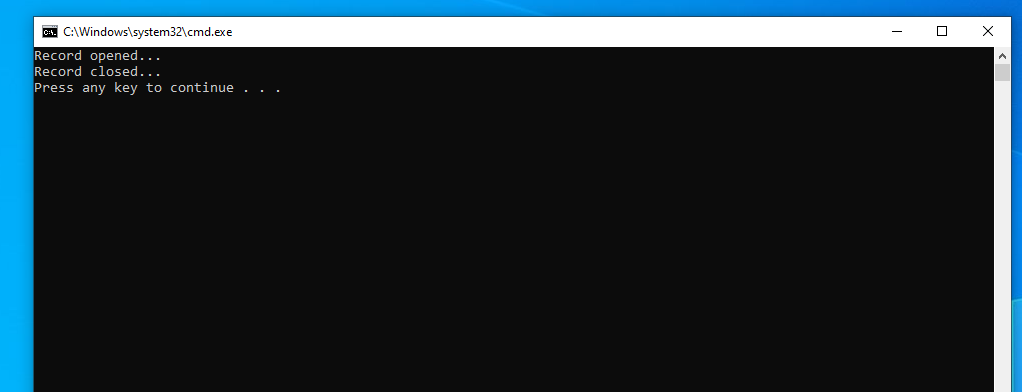 C:\Windows\system32\cmd.exe
Record opened...
Record closed...
Press any key to continue . . .